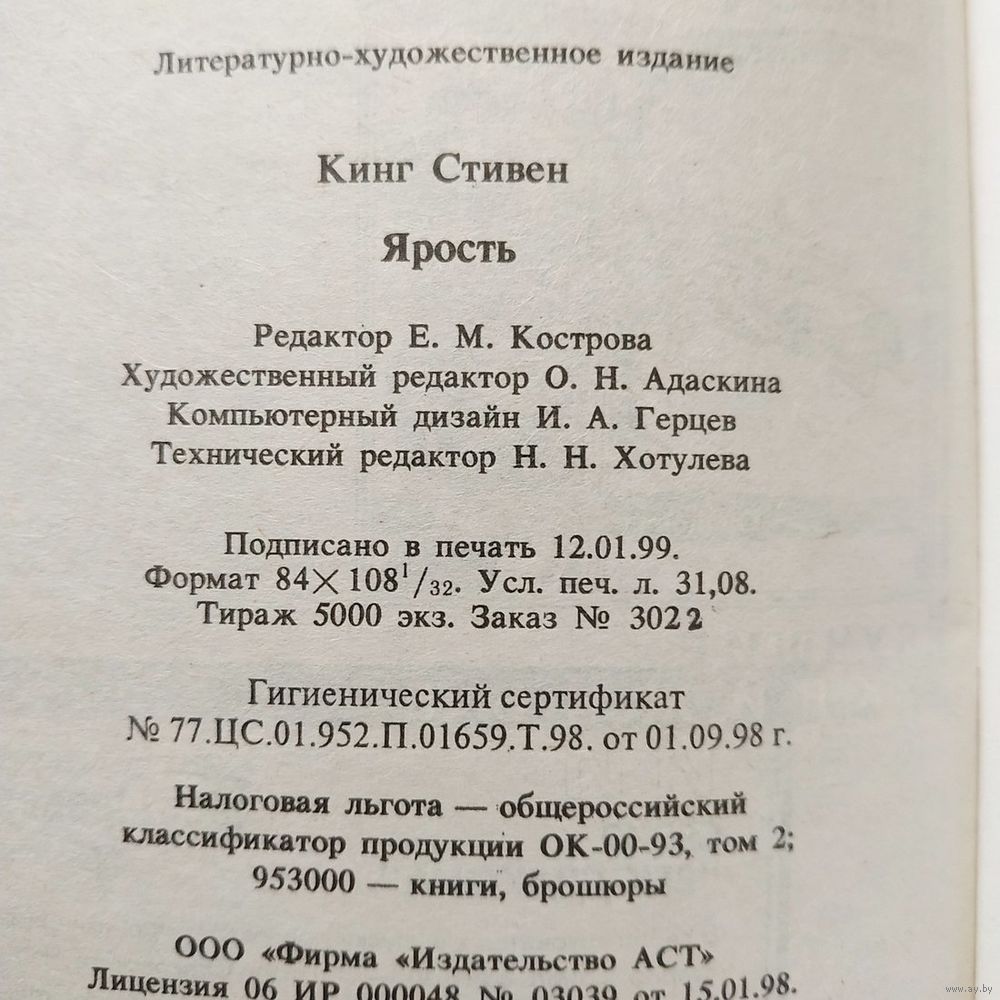 Литературно-художественное издание
Кинг Стивен
Ярость
Редактор Е. М. Кострова
Художественный редактор О. Н. Адаскина
Компьютерный дизайн И. А. Герцев
Технический редактор Н. Н. Хотулева
Подписано в печать 12.01.99.
Формат 84×108¹/₃₂. Усл. печ. л. 31,08.
Тираж 5000 экз. Заказ № 3022
Гигиенический сертификат
№ 77.ЦС.01.952.П.01659.Т.98. от 01.09.98 г.
Налоговая льгота — общероссийский
классификатор продукции ОК-00-93, том 2;
953000 — книги, брошюры
ООО «Фирма «Издательство АСТ»
Лицензия 06 ИР 000048 № 03039 от 15.01.98.
www.ay.by